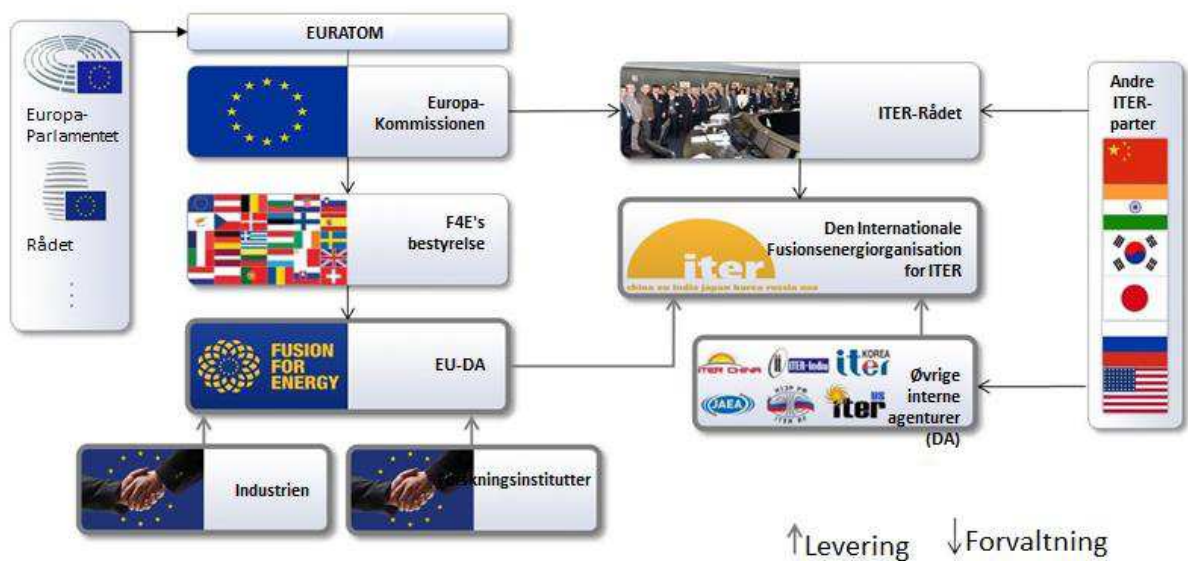 EURATOM
Europa-
Parlamentet
Rådet
Europa-
Kommissionen
ITER-Rådet
Andre
ITER-
parter
F4E's
bestyrelse
Den Internationale
Fusionsenergiorganisation
for ITER
iter
china eu india japan korea russia usa
FUSION
FOR
ENERGY
EU-DA
ITER CHINA
ITER-India
KOREA
iter
JAEA
ITER RF
US
iter
Øvrige
interne
agenturer
(DA)
Industrien
Forskningsinstitutter
Levering
Forvaltning